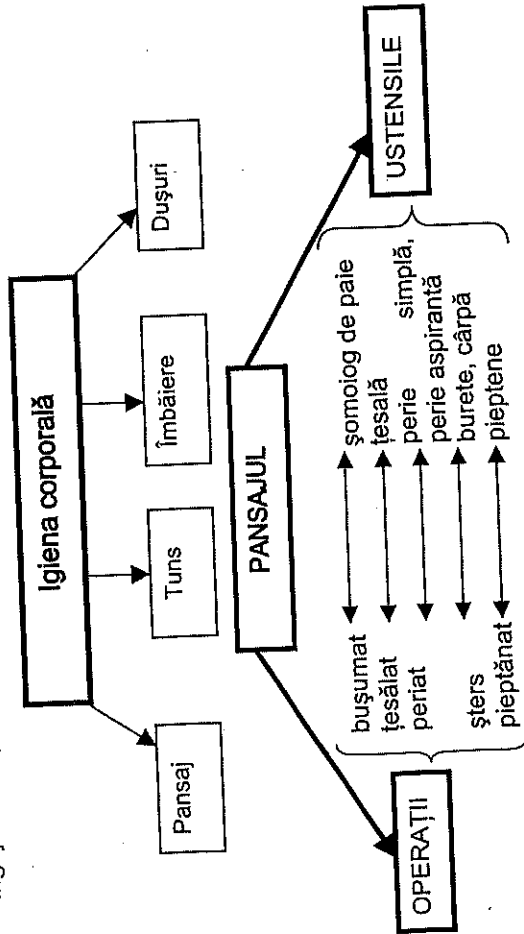 Igiena corporală
Pansaj
Tuns
Îmbăiere
Dușuri
PANSAJUL
OPERAȚII
USTENSILE
bușumat
țesălat
periat
șters
pieptănat
șomoiog de paie
țesală
perie simplă,
perie aspirantă
burete, cârpă
pieptene